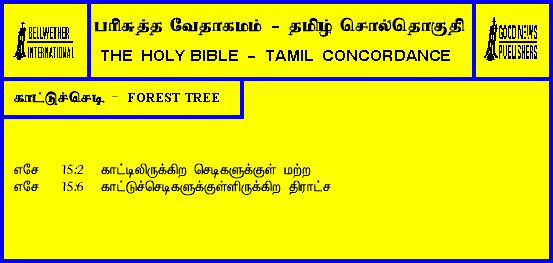 BELLWETHER
INTERNATIONAL
பரிசுத்த வேதாகமம் - தமிழ் சொல்தொகுதி
THE HOLY BIBLE - TAMIL CONCORDANCE
GOOD NEWS
PUBLISHERS
காட்டுச்செடி - FOREST TREE
எசே 15:2 காட்டிலிருக்கிற செடிகளுக்குள் மற்ற
எசே 15:6 காட்டுச்செடிகளுக்குள்ளிருக்கிற திராட்ச